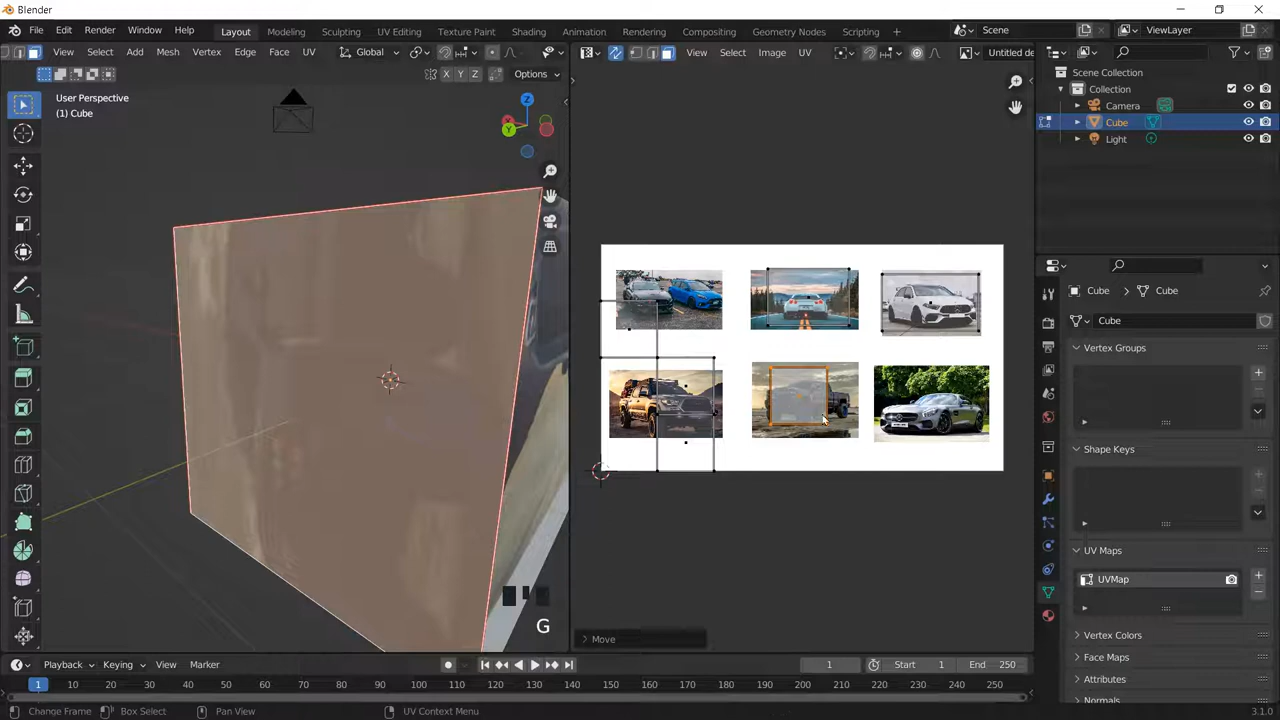 Blender
File Edit Render Window Help Layout Modeling Sculpting UV Editing Texture Paint Shading Animation Rendering Compositing Geometry Nodes Scripting Scene ViewLayer
View Select Add Mesh Vertex Edge Face UV Global View Select Image UV Untitled de
X Y Z Options
User Perspective
(1) Cube
Z
X
Y
Scene Collection
Collection
Camera
Cube
Light
Cube Cube
Cube
Vertex Groups
Shape Keys
UV Maps
UVMap
Vertex Colors
Face Maps
Attributes
Normals
G
Move
Playback Keying View Marker 1 Start 1 End 250
1 10 20 30 40 50 60 70 80 90 100 110 120 130 140 150 160 170 180 190 200 210 220 230 240 250
Change Frame Box Select Pan View UV Context Menu 3.1.0